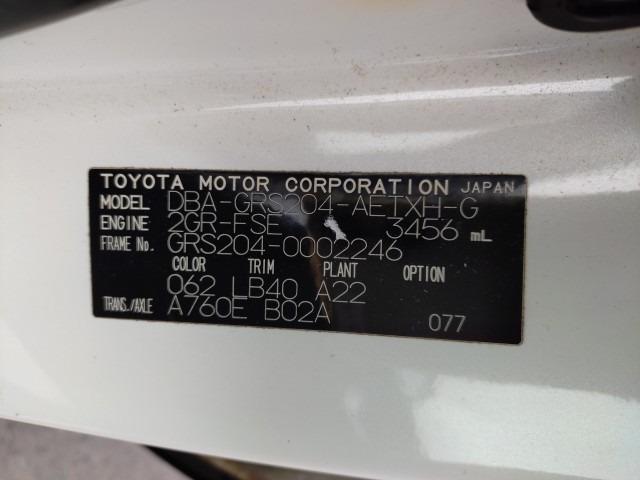 TOYOTA MOTOR CORPORATION JAPAN
MODEL DBA-GRS204-AETXH-G
ENGINE 2GR-FSE 3456 mL
FRAME No. GRS204-0002246
COLOR TRIM PLANT OPTION
062 LB40 A22
TRANS./AXLE A760E B02A 077